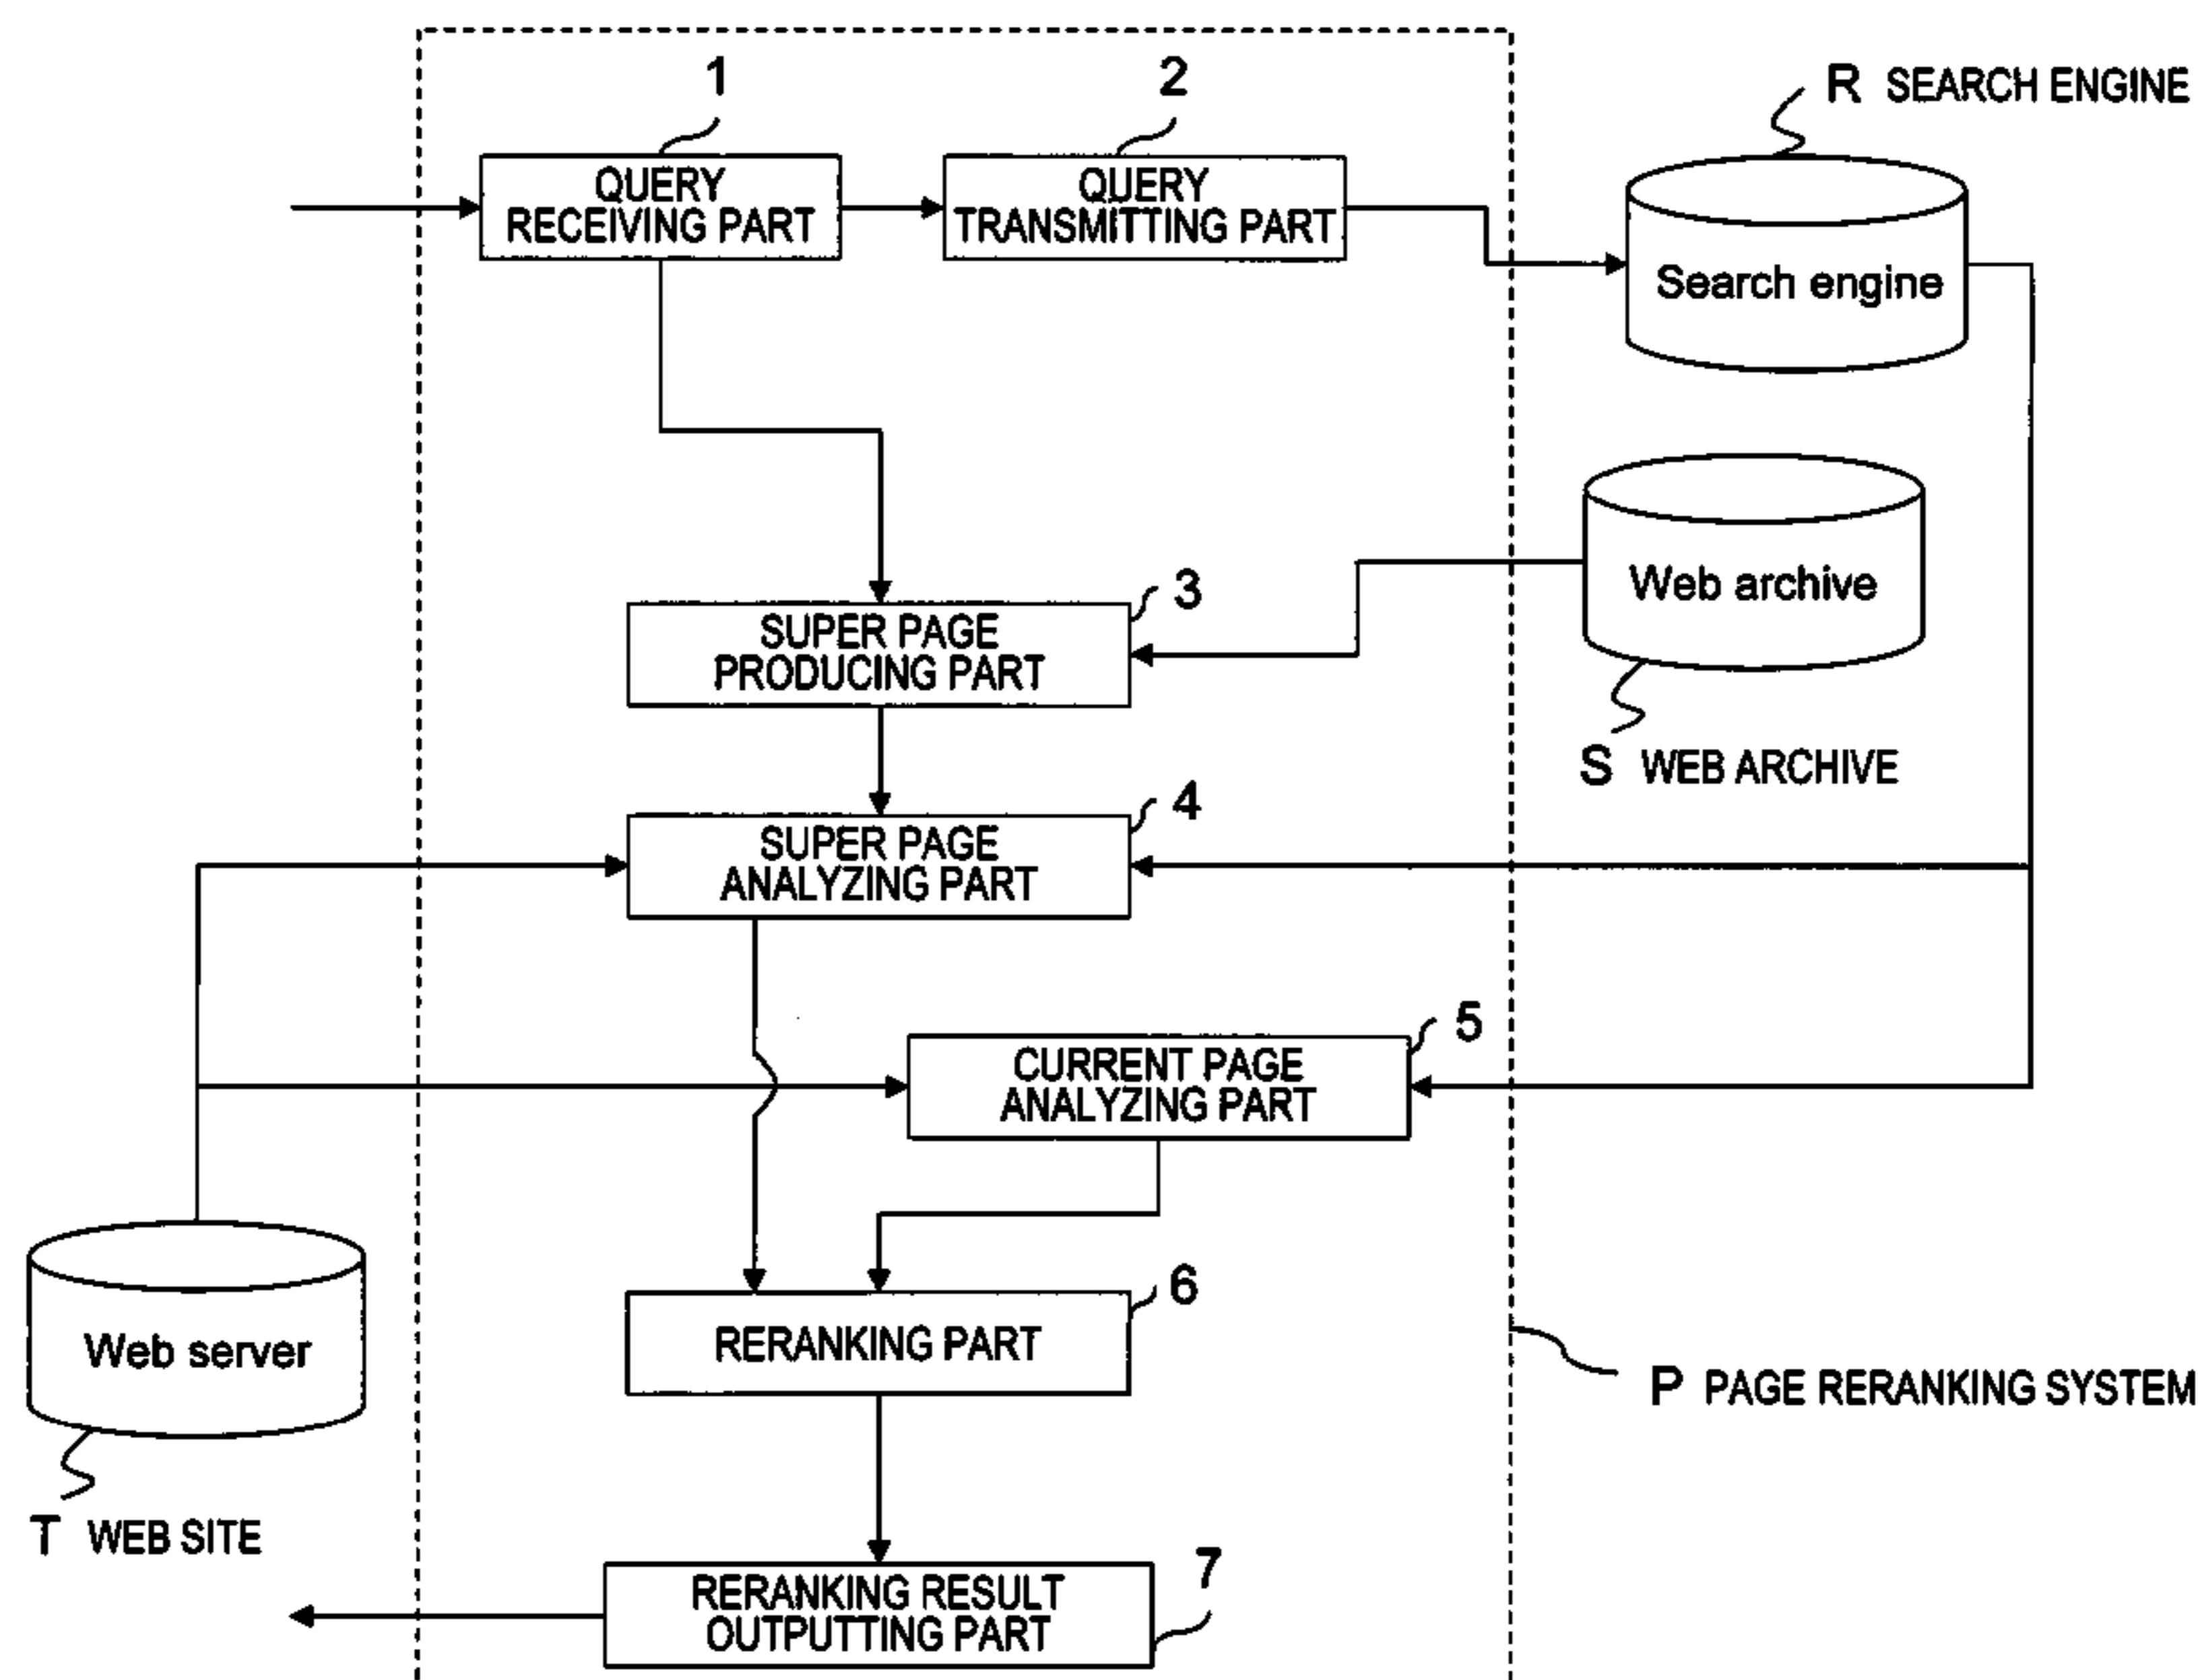 1
2
R SEARCH ENGINE
QUERY
RECEIVING PART
QUERY
TRANSMITTING PART
Search engine
3
SUPER PAGE
PRODUCING PART
Web archive
S WEB ARCHIVE
4
SUPER PAGE
ANALYZING PART
5
CURRENT PAGE
ANALYZING PART
6
RERANKING PART
Web server
P PAGE RERANKING SYSTEM
T WEB SITE
7
RERANKING RESULT
OUTPUTTING PART